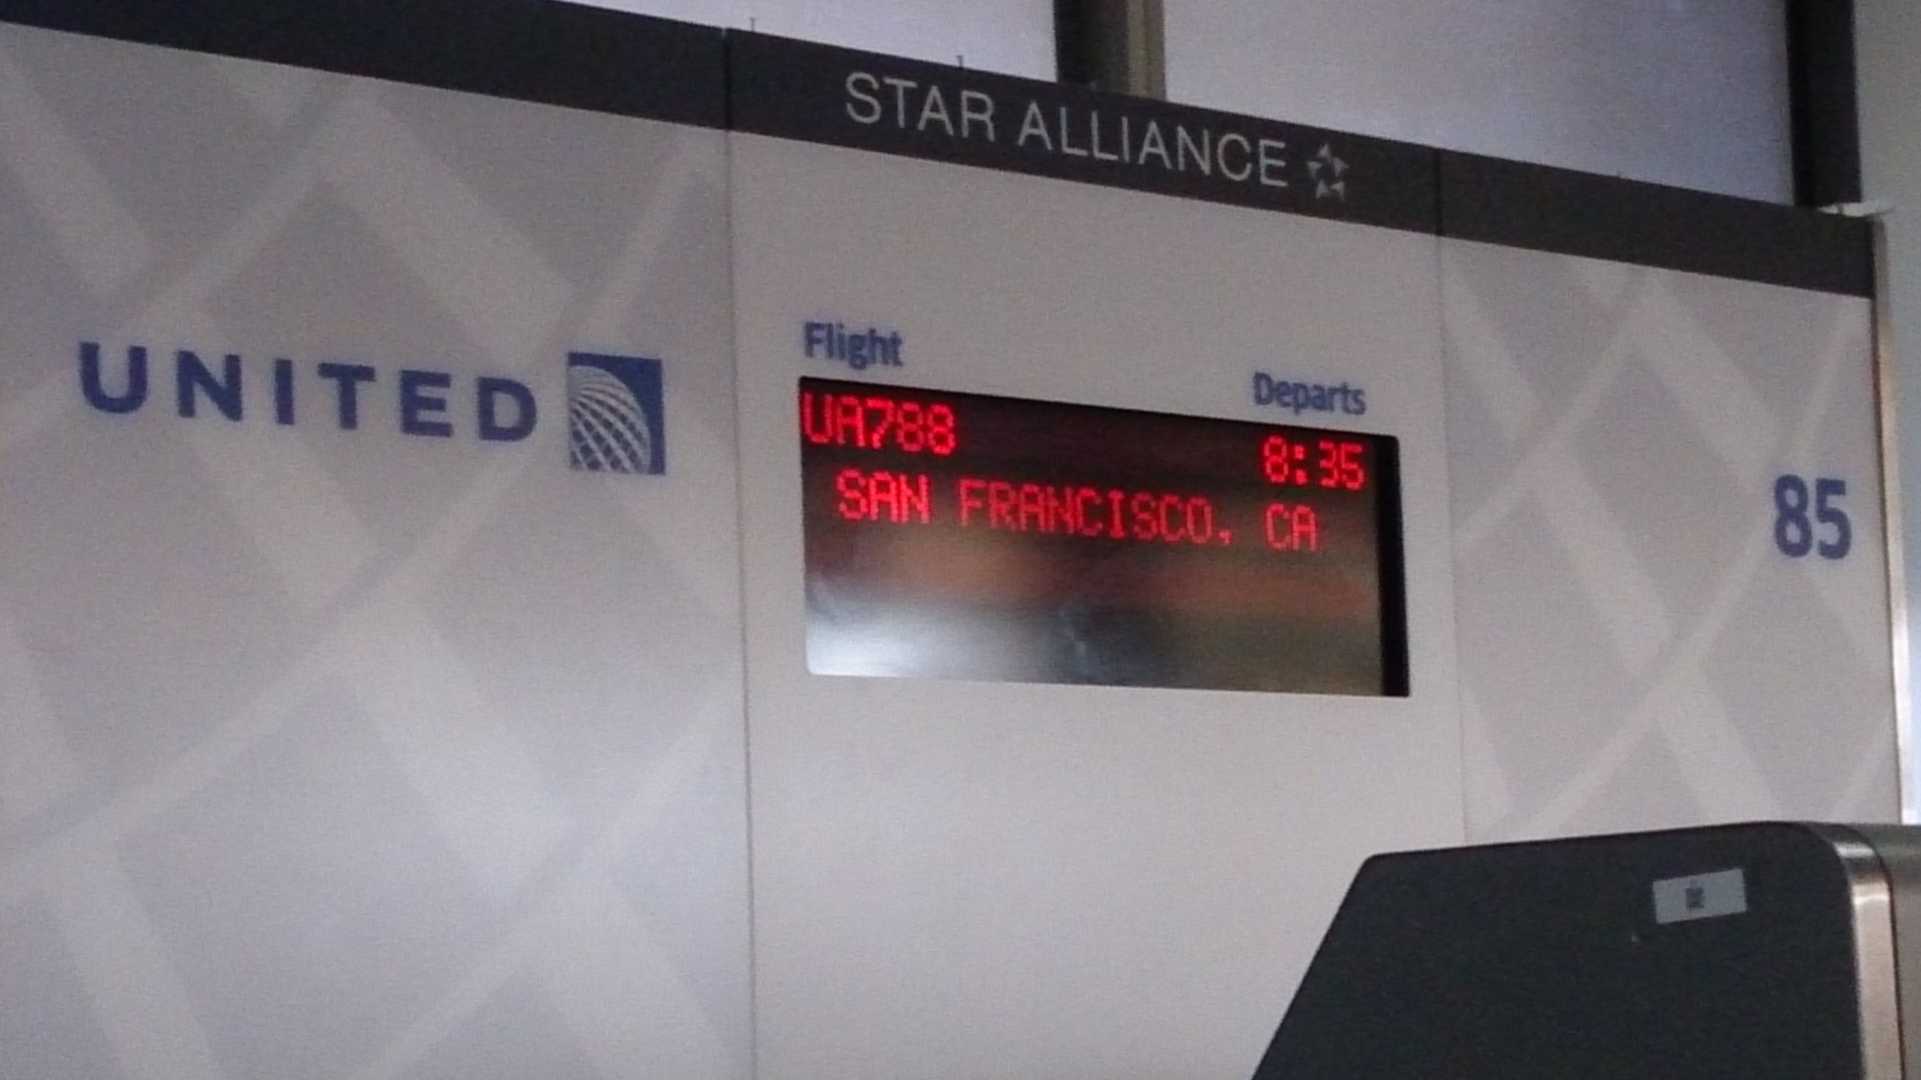 STAR ALLIANCE
UNITED
Flight
Departs
UA788 8:35
SAN FRANCISCO, CA
85